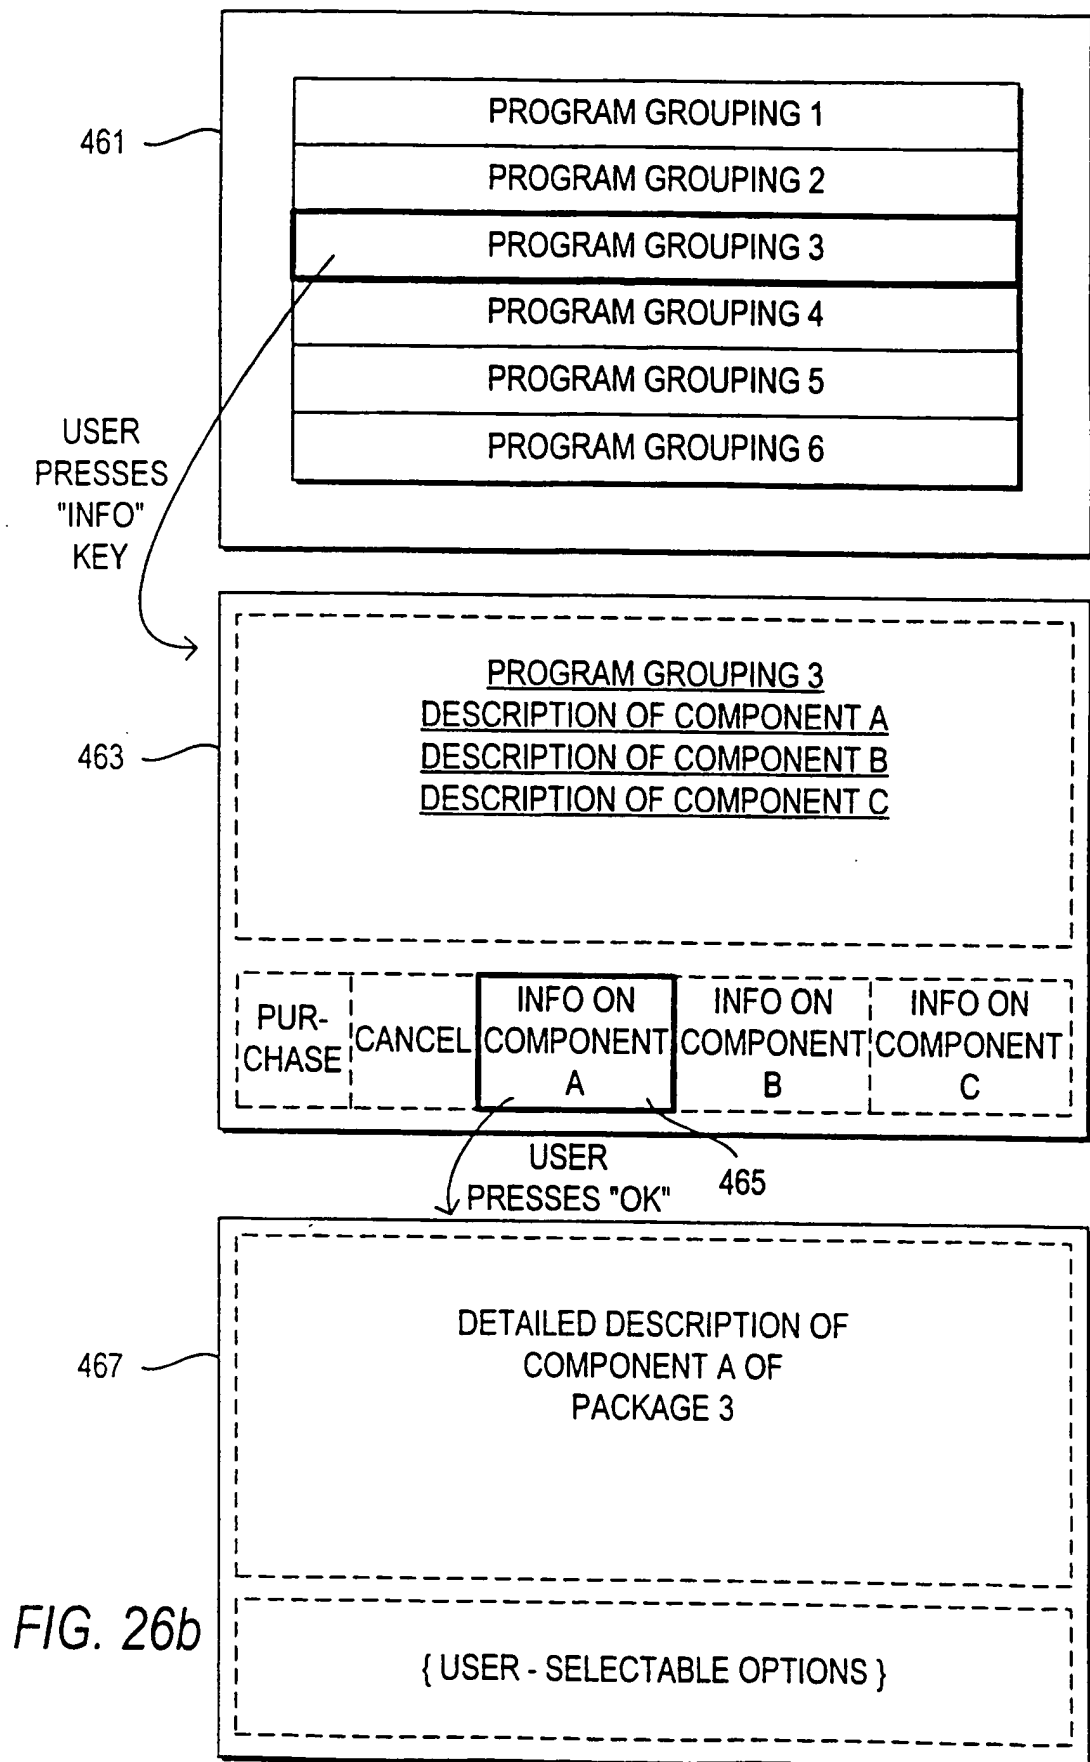 PROGRAM GROUPING 1
461
PROGRAM GROUPING 2
PROGRAM GROUPING 3
PROGRAM GROUPING 4
PROGRAM GROUPING 5
PROGRAM GROUPING 6
USER
PRESSES
"INFO"
KEY
PROGRAM GROUPING 3
DESCRIPTION OF COMPONENT A
463
DESCRIPTION OF COMPONENT B
DESCRIPTION OF COMPONENT C
PUR-
CHASE
CANCEL
INFO ON
COMPONENT
A
INFO ON
COMPONENT
B
INFO ON
COMPONENT
C
USER
PRESSES "OK"
465
DETAILED DESCRIPTION OF
COMPONENT A OF
PACKAGE 3
467
FIG. 26b
{ USER - SELECTABLE OPTIONS }